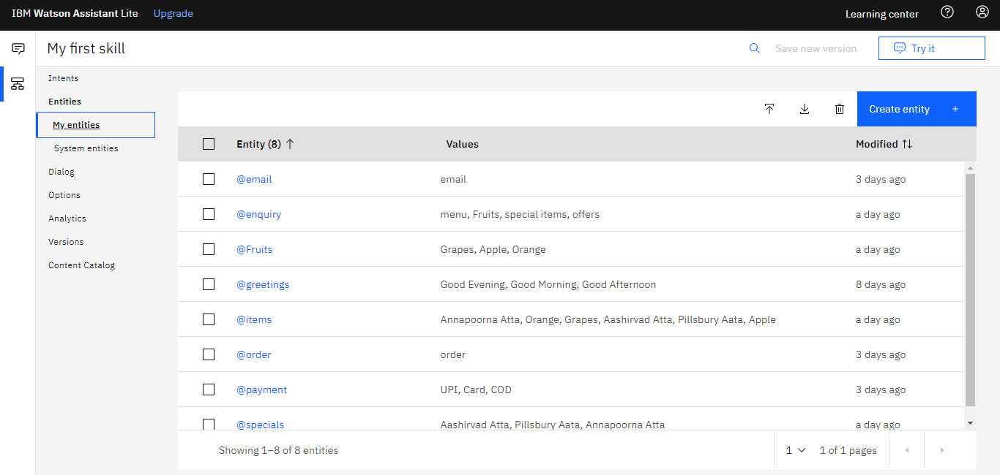 IBM Watson Assistant Lite Upgrade Learning center
My first skill Save new version Try it
Intents
Entities
My entities
System entities
Dialog
Options
Analytics
Versions
Content Catalog
Create entity +
Entity (8) Values Modified
@email email 3 days ago
@enquiry menu, Fruits, special items, offers a day ago
@Fruits Grapes, Apple, Orange a day ago
@greetings Good Evening, Good Morning, Good Afternoon 8 days ago
@items Annapoorna Atta, Orange, Grapes, Aashirvad Atta, Pillsbury Aata, Apple a day ago
@order order 3 days ago
@payment UPI, Card, COD 3 days ago
@specials Aashirvad Atta, Pillsbury Aata, Annapoorna Atta a day ago
Showing 1–8 of 8 entities 1 1 of 1 pages